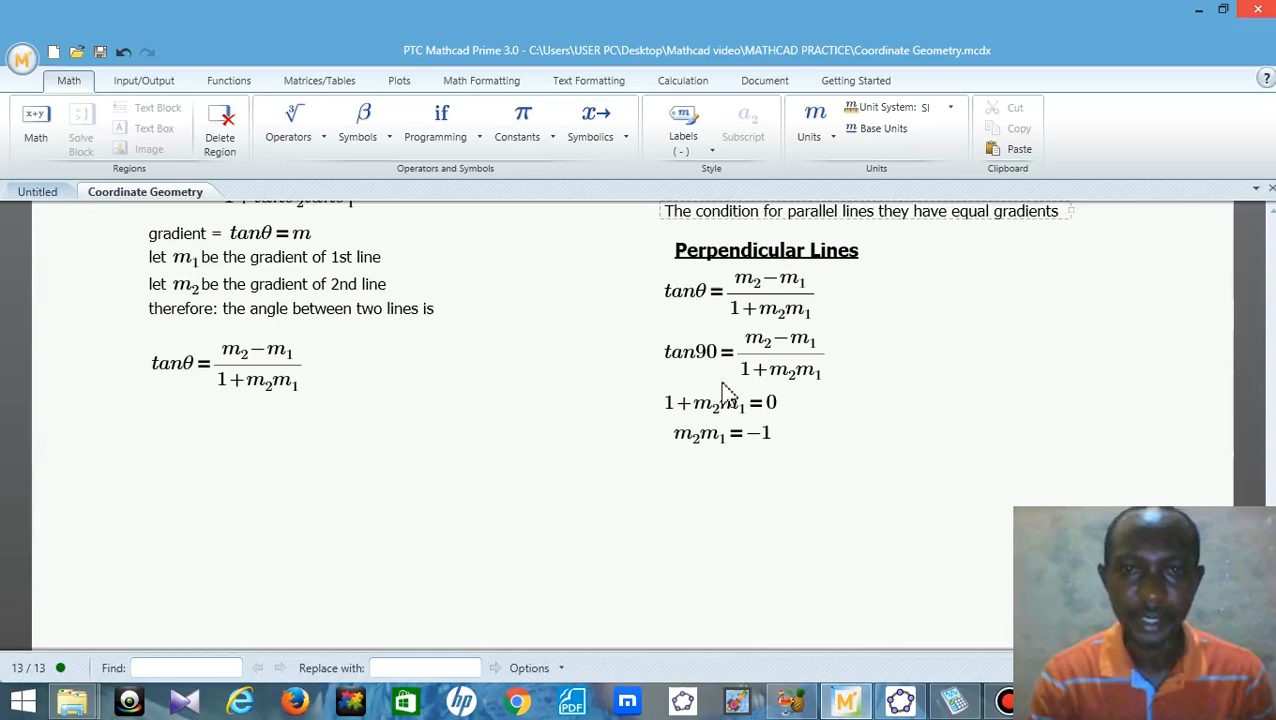 PTC Mathcad Prime 3.0 - C:\Users\USER PC\Desktop\Mathcad video\MATHCAD PRACTICE\Coordinate Geometry.mcdx
Math Input/Output Functions Matrices/Tables Plots Math Formatting Text Formatting Calculation Document Getting Started
Math
Solve Block
Text Block
Text Box
Image
Delete Region
Regions
Operators
Symbols
Programming
Constants
Symbolics
Operators and Symbols
Labels
( - )
Subscript
Style
Units
Unit System: SI
Base Units
Units
Cut
Copy
Paste
Clipboard
Untitled Coordinate Geometry
gradient = tanθ = m
let m₁ be the gradient of 1st line
let m₂ be the gradient of 2nd line
therefore: the angle between two lines is
tanθ = (m₂−m₁)/(1+m₂m₁)
The condition for parallel lines they have equal gradients
Perpendicular Lines
tanθ = (m₂−m₁)/(1+m₂m₁)
tan90 = (m₂−m₁)/(1+m₂m₁)
1+m₂m₁ = 0
m₂m₁ = −1
13 / 13 Find: Replace with: Options